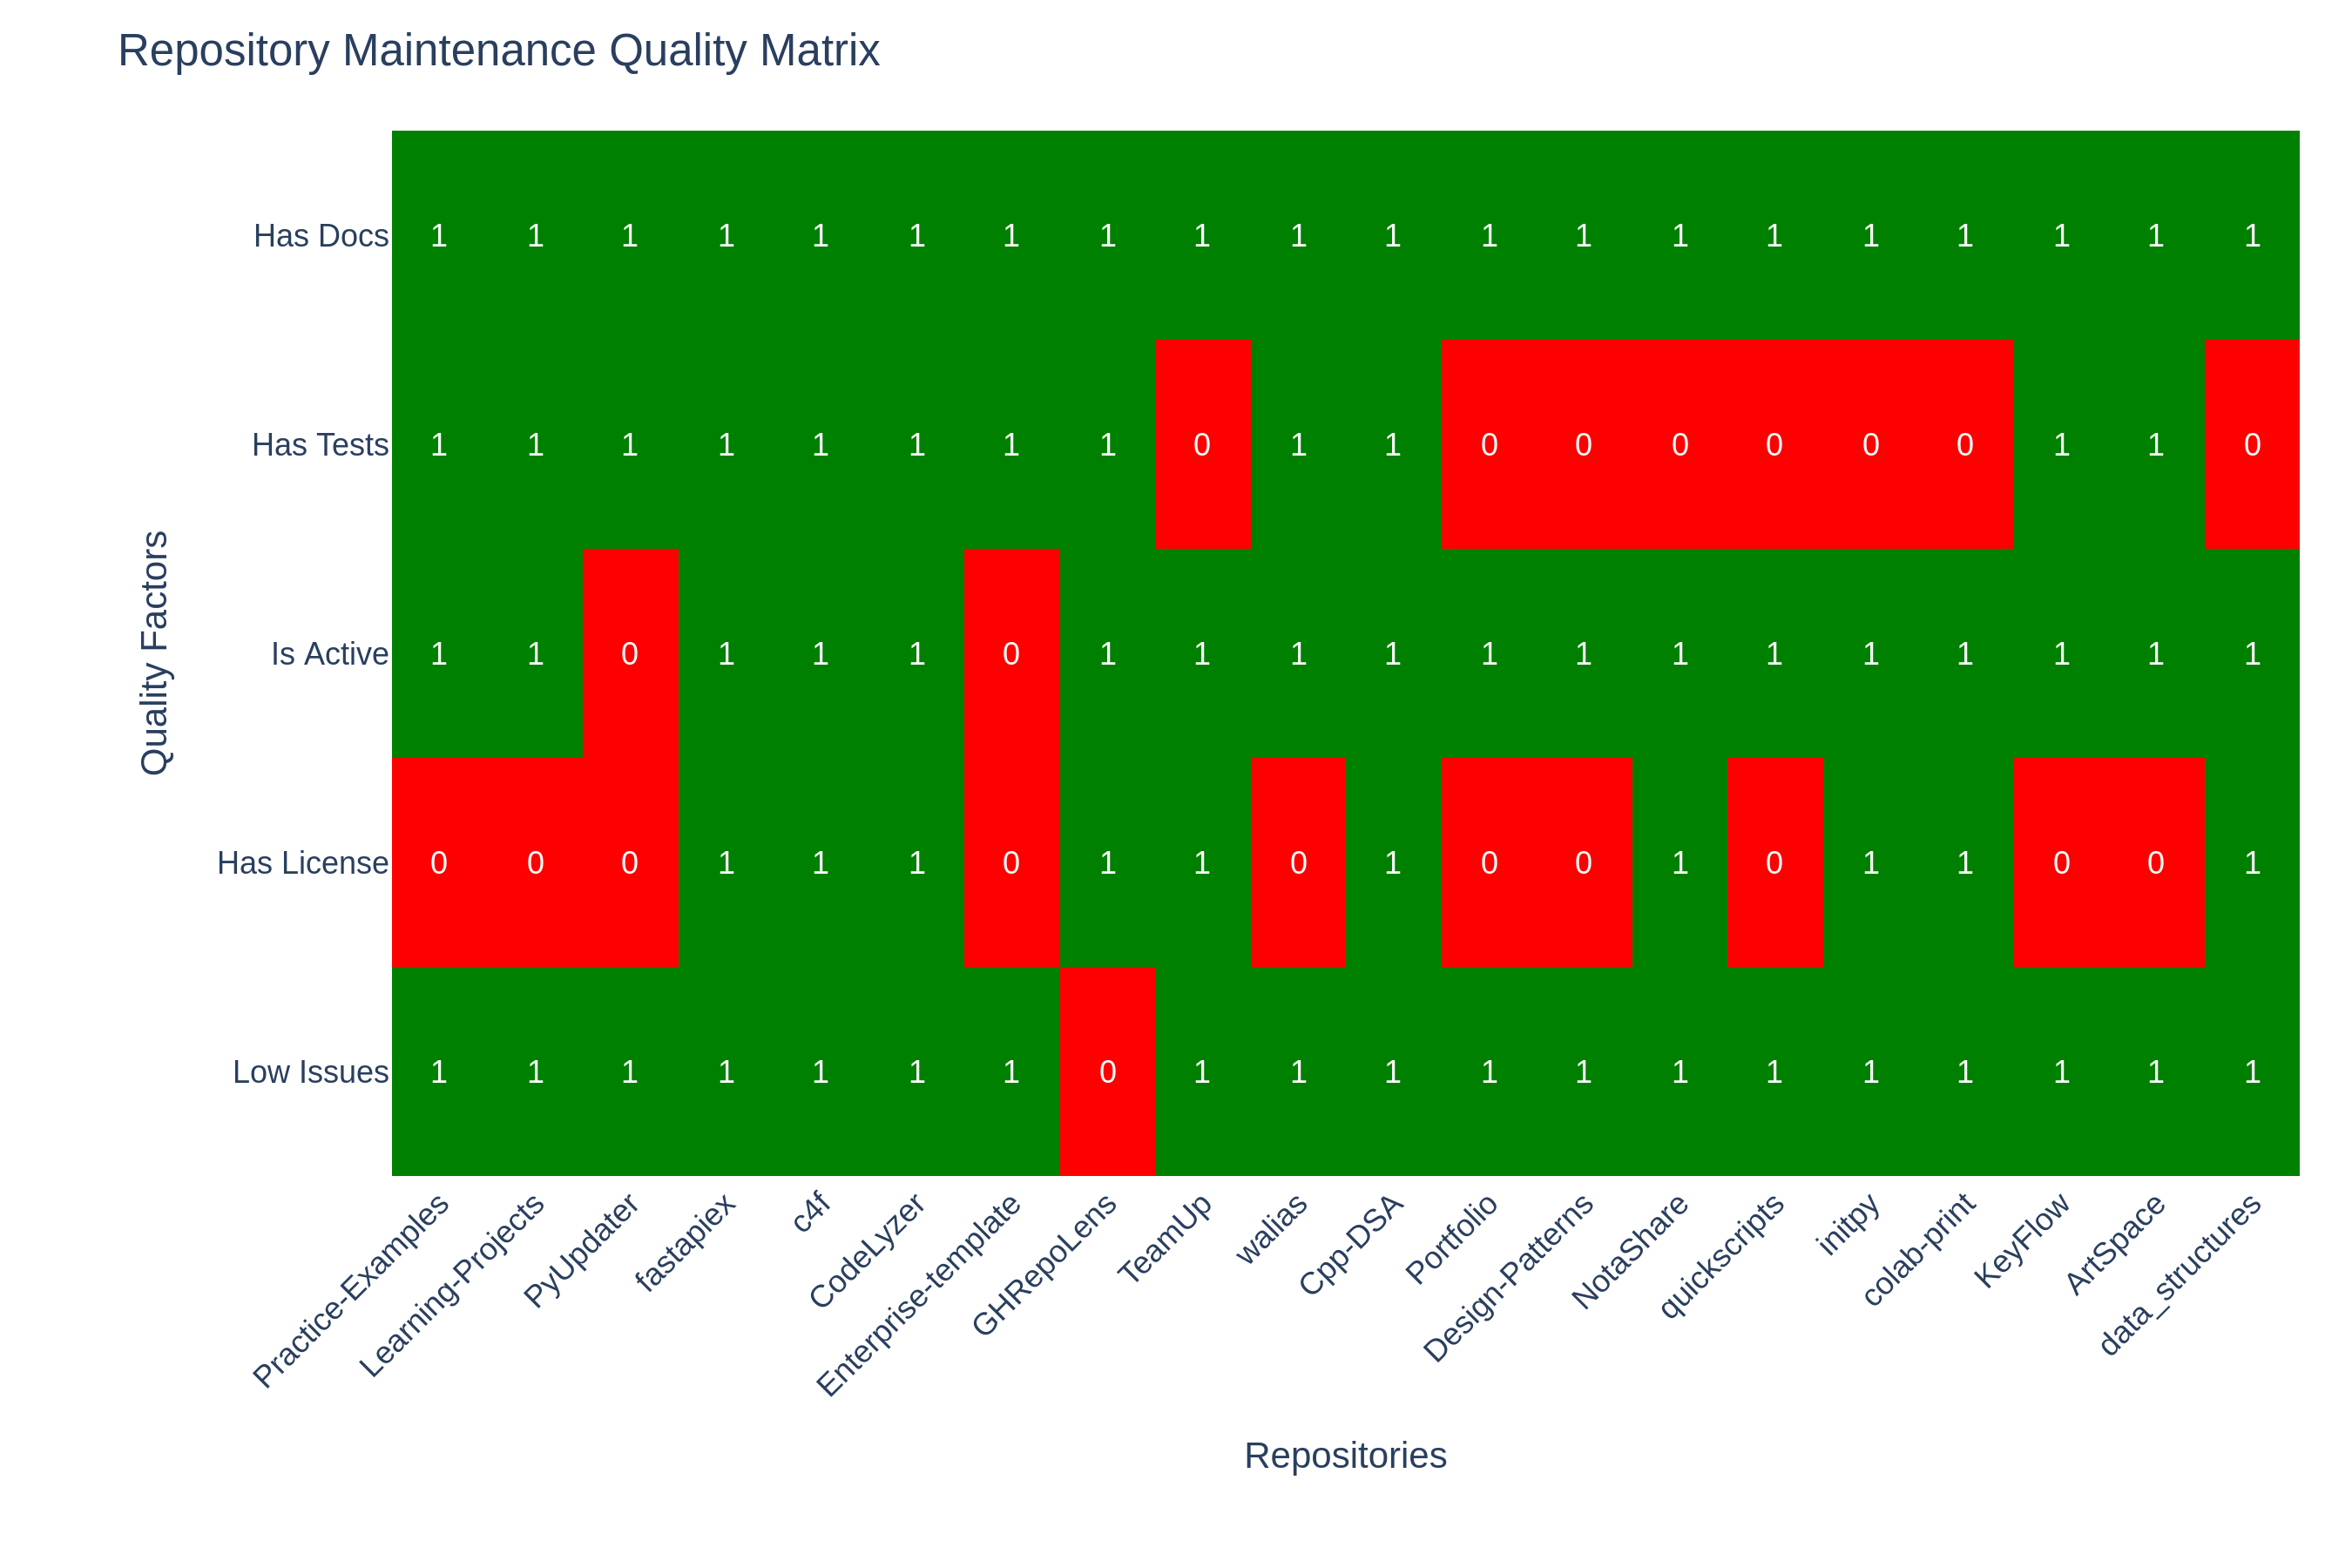 Repository Maintenance Quality Matrix
Quality Factors
Has Docs 1 1 1 1 1 1 1 1 1 1 1 1 1 1 1 1 1 1 1 1
Has Tests 1 1 1 1 1 1 1 1 0 1 1 0 0 0 0 0 0 1 1 0
Is Active 1 1 0 1 1 1 0 1 1 1 1 1 1 1 1 1 1 1 1 1
Has License 0 0 0 1 1 1 0 1 1 0 1 0 0 1 0 1 1 0 0 1
Low Issues 1 1 1 1 1 1 1 0 1 1 1 1 1 1 1 1 1 1 1 1
Practice-Examples
Learning-Projects
PyUpdater
fastapiex
c4f
CodeLyzer
Enterprise-template
GHRepoLens
TeamUp
walias
Cpp-DSA
Portfolio
Design-Patterns
NotaShare
quickscripts
initpy
colab-print
KeyFlow
ArtSpace
data_structures
Repositories